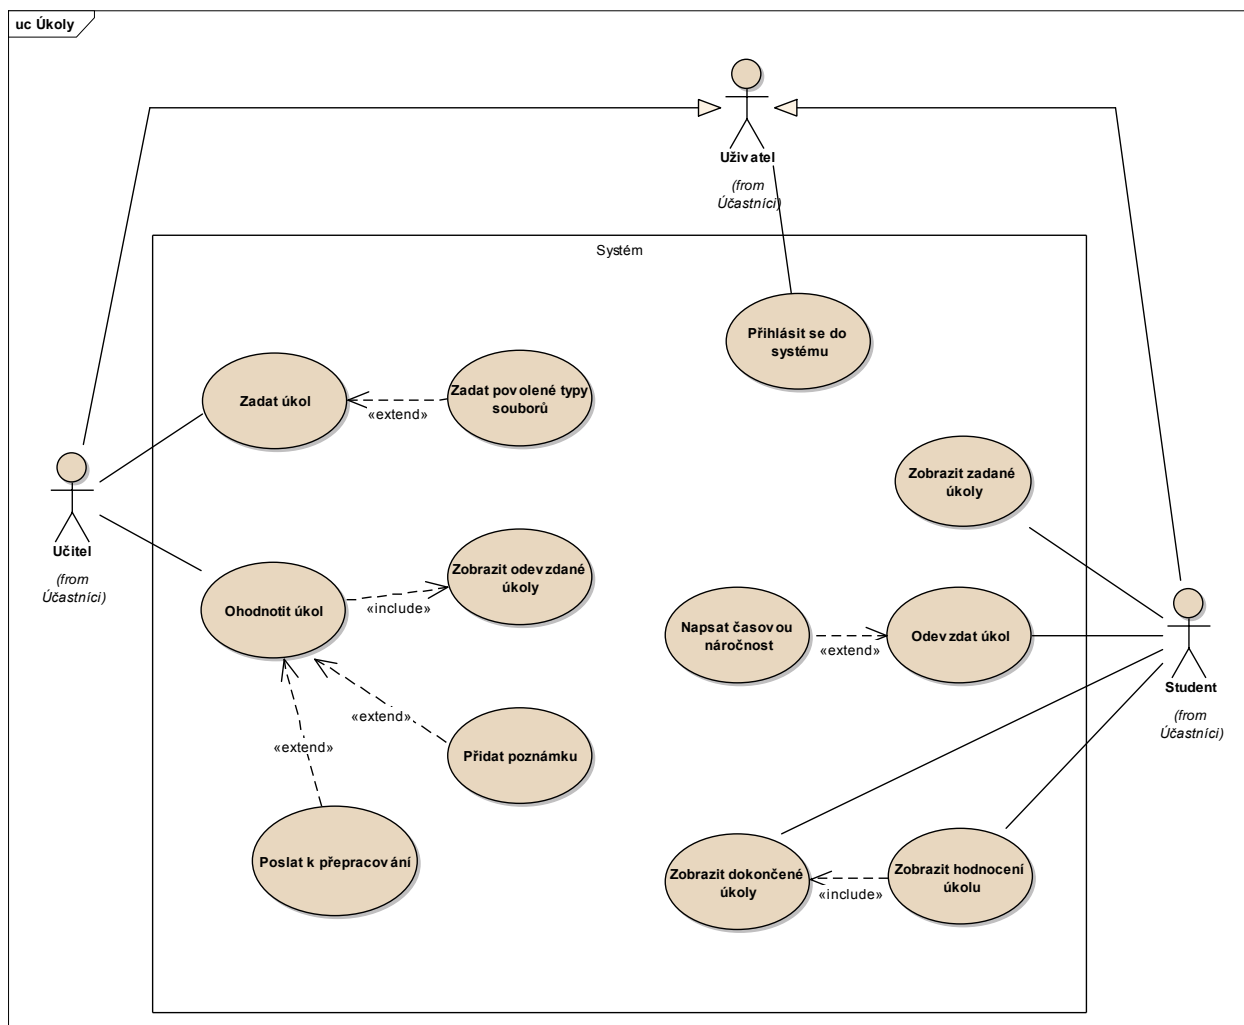 uc Úkoly
Uživatel
(from
Účastníci)
Systém
Přihlásit se do
systému
Zadat úkol
Zadat povolené typy
souborů
«extend»
Zobrazit zadané
úkoly
Učitel
(from
Účastníci)
Ohodnotit úkol
Zobrazit odevzdané
úkoly
«include»
Napsat časovou
náročnost
Odevzdat úkol
«extend»
Student
(from
Účastníci)
«extend»
«extend»
Přidat poznámku
Poslat k přepracování
Zobrazit dokončené
úkoly
Zobrazit hodnocení
úkolu
«include»